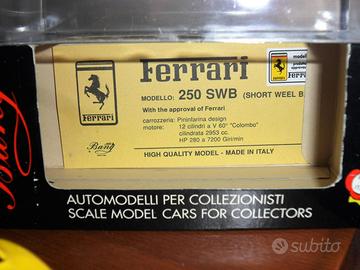 Ferrari
MODELLO: 250 SWB (SHORT WEEL B
With the approval of Ferrari
carrozzeria: Pininfarina design
motore: 12 cilindri a V 60° "Colombo"
cilindrata 2953 cc.
HP 280 a 7200 Giri/min
Ferrari
Bang
HIGH QUALITY MODEL - MADE IN ITALY
Bang
AUTOMODELLI PER COLLEZIONISTI
SCALE MODEL CARS FOR COLLECTORS
subito